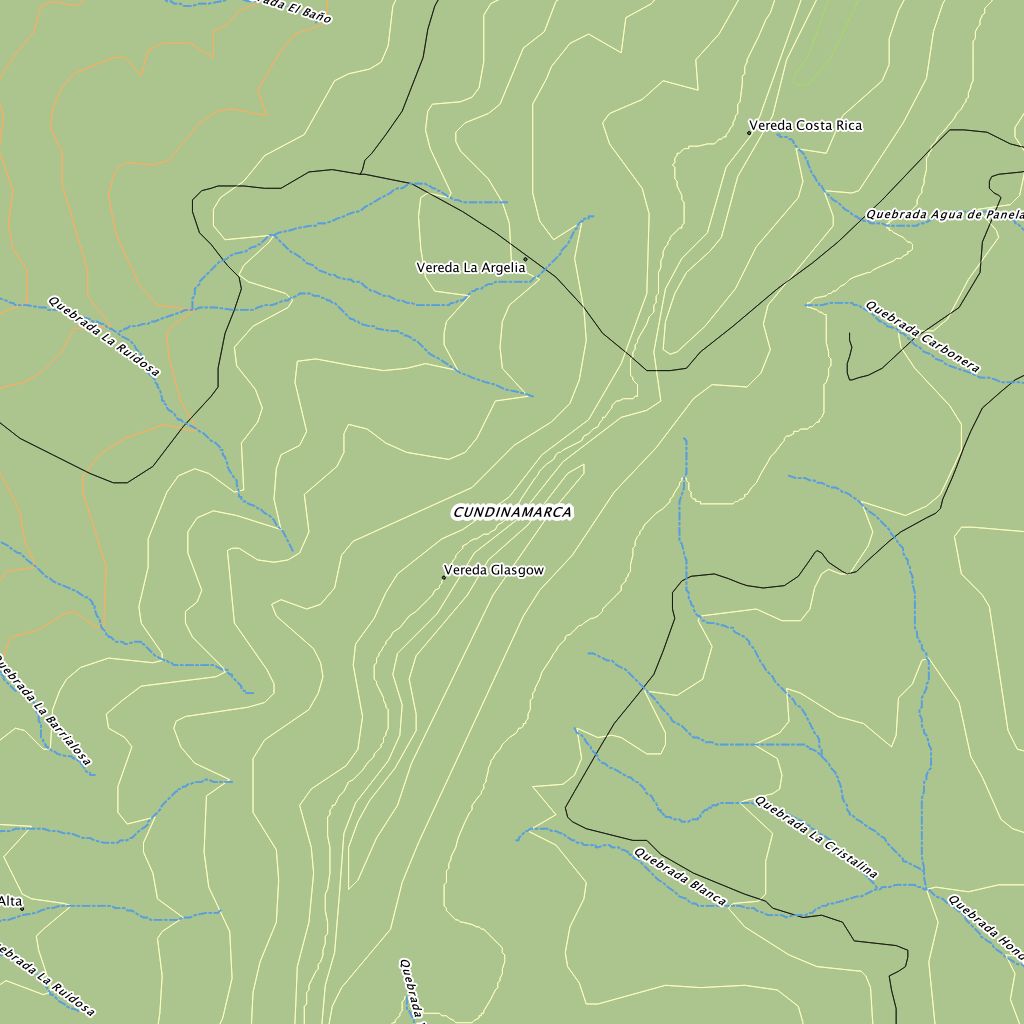 El Baño
Vereda Costa Rica
Quebrada Agua de Panela
Vereda La Argelia
Quebrada La Ruidosa
Quebrada Carbonera
CUNDINAMARCA
Vereda Glasgow
Quebrada La Barrialosa
Quebrada La Cristalina
Quebrada Blanca
Alta
Quebrada
Quebrada La Ruidosa
Quebrada